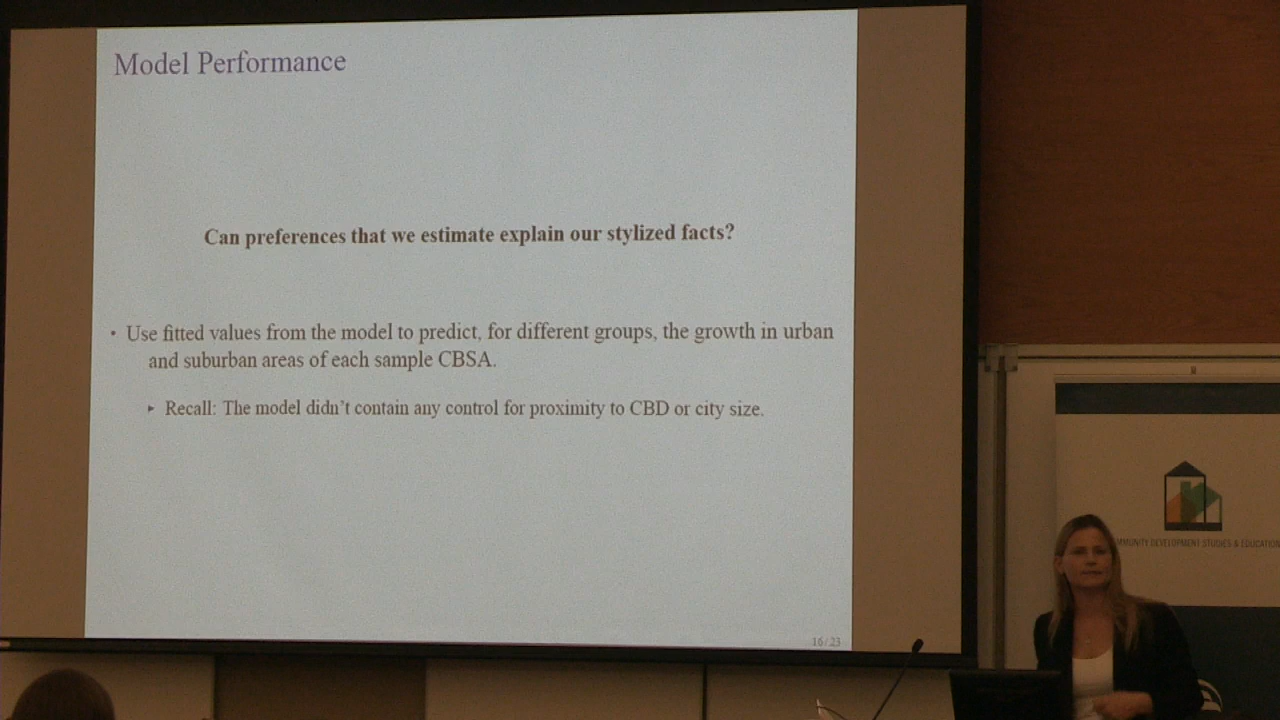 Model Performance
Can preferences that we estimate explain our stylized facts?
• Use fitted values from the model to predict, for different groups, the growth in urban
and suburban areas of each sample CBSA.
▸ Recall: The model didn't contain any control for proximity to CBD or city size.
16/23
DEVELOPMENT STUDIES & EDUCATION